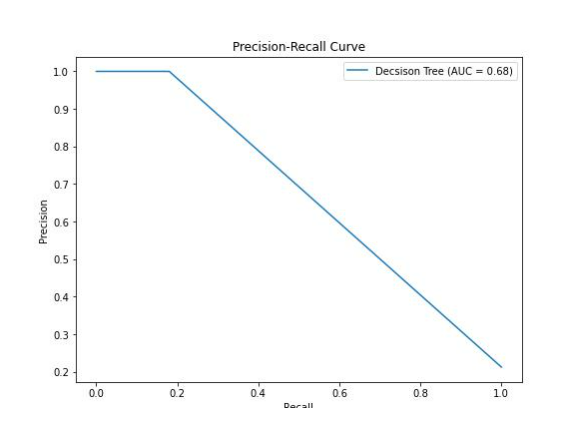 Precision-Recall Curve
Decsison Tree (AUC = 0.68)
1.0
0.9
0.8
0.7
0.6
0.5
0.4
0.3
0.2
Precision
0.0 0.2 0.4 0.6 0.8 1.0
Recall